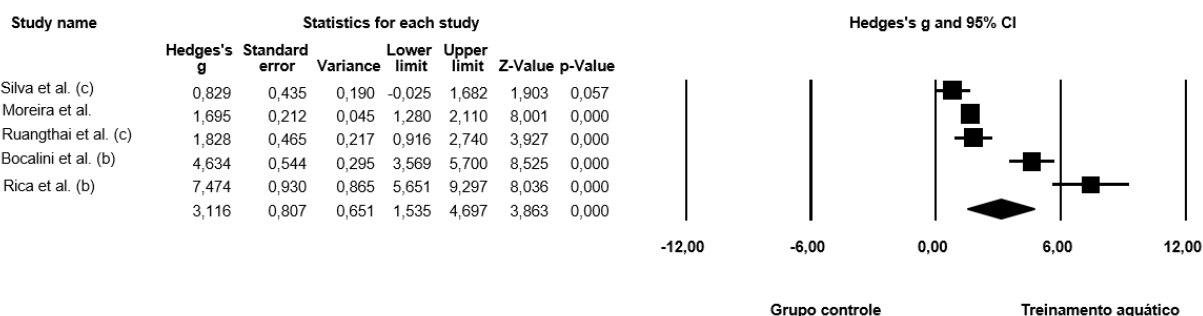 Study name Statistics for each study Hedges's g and 95% CI
Hedges's Standard Lower Upper
g error Variance limit limit Z-Value p-Value
Silva et al. (c) 0,829 0,435 0,190 -0,025 1,682 1,903 0,057
Moreira et al. 1,695 0,212 0,045 1,280 2,110 8,001 0,000
Ruangthai et al. (c) 1,828 0,465 0,217 0,916 2,740 3,927 0,000
Bocalini et al. (b) 4,634 0,544 0,295 3,569 5,700 8,525 0,000
Rica et al. (b) 7,474 0,930 0,865 5,651 9,297 8,036 0,000
3,116 0,807 0,651 1,535 4,697 3,863 0,000
-12,00 -6,00 0,00 6,00 12,00
Grupo controle Treinamento aquático